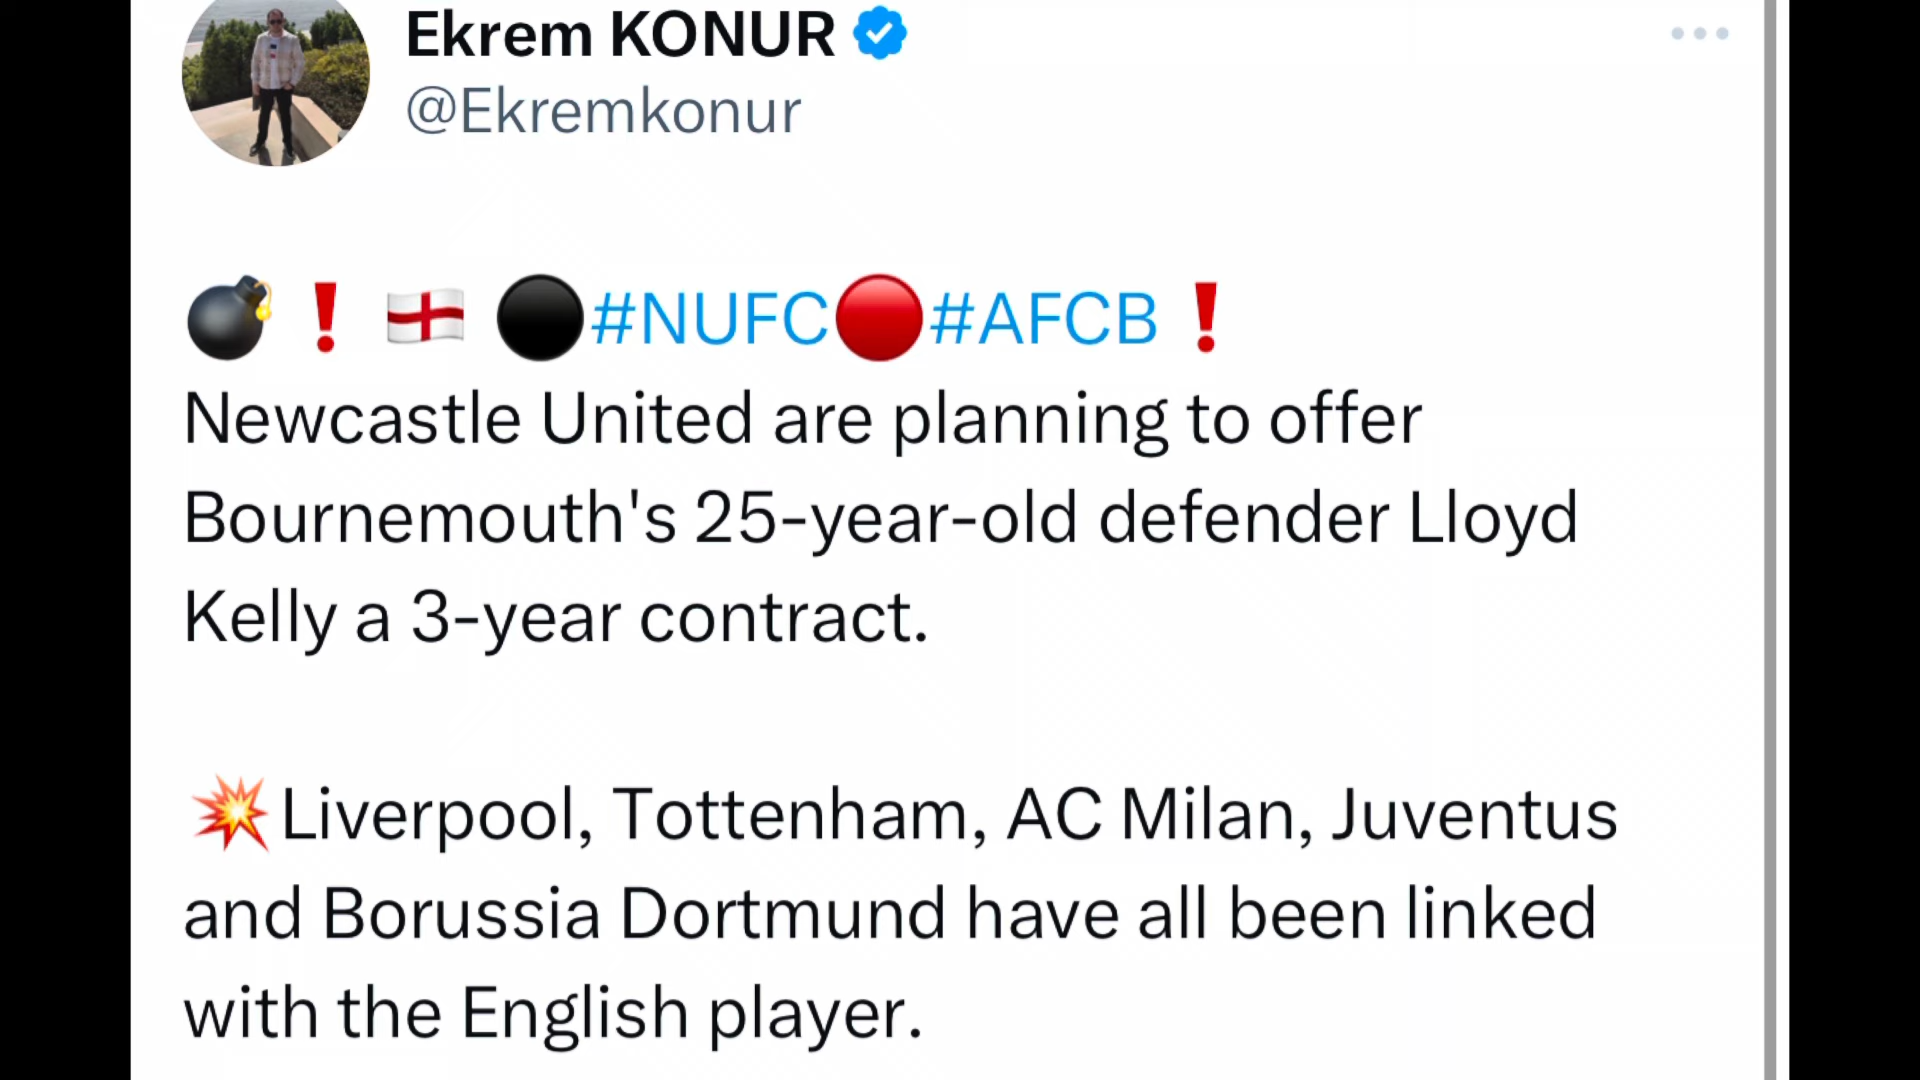 Ekrem KONUR
@Ekremkonur
💣❗🏴󠁧󠁢󠁥󠁮󠁧󠁿 ⚫#NUFC🔴#AFCB❗
Newcastle United are planning to offer
Bournemouth's 25-year-old defender Lloyd
Kelly a 3-year contract.
💥Liverpool, Tottenham, AC Milan, Juventus
and Borussia Dortmund have all been linked
with the English player.